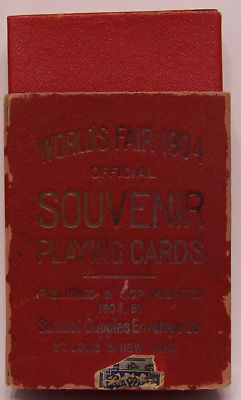 WORLD'S FAIR 1904
OFFICIAL
SOUVENIR
PLAYING CARDS
PUBLISHED & COPYRIGHTED
1904, BY
Samuel Cupples Envelope Co.
ST. LOUIS & NEW YORK